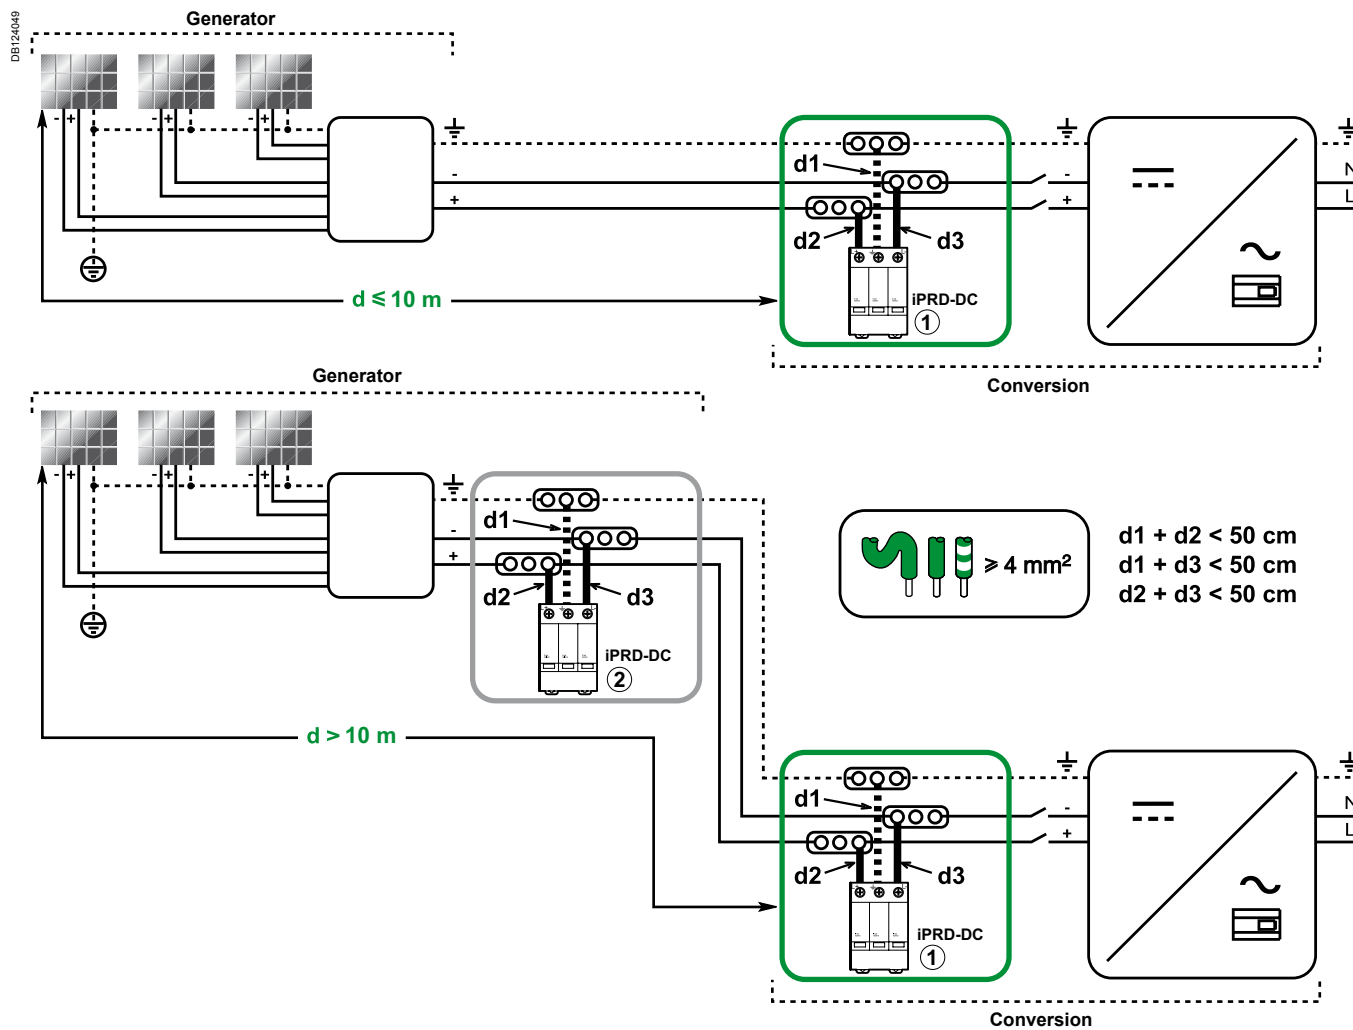 DB124049
Generator
- +
- +
- +
-
+
d1
d2
d3
iPRD-DC
1
-
+
N
L
d ≤ 10 m
Conversion
Generator
- +
- +
- +
-
+
d1
d2
d3
iPRD-DC
2
≥ 4 mm²
d1 + d2 < 50 cm
d1 + d3 < 50 cm
d2 + d3 < 50 cm
d > 10 m
d1
d2
d3
iPRD-DC
1
-
+
N
L
Conversion